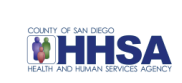 COUNTY OF SAN DIEGO
HHSA
HEALTH AND HUMAN SERVICES AGENCY